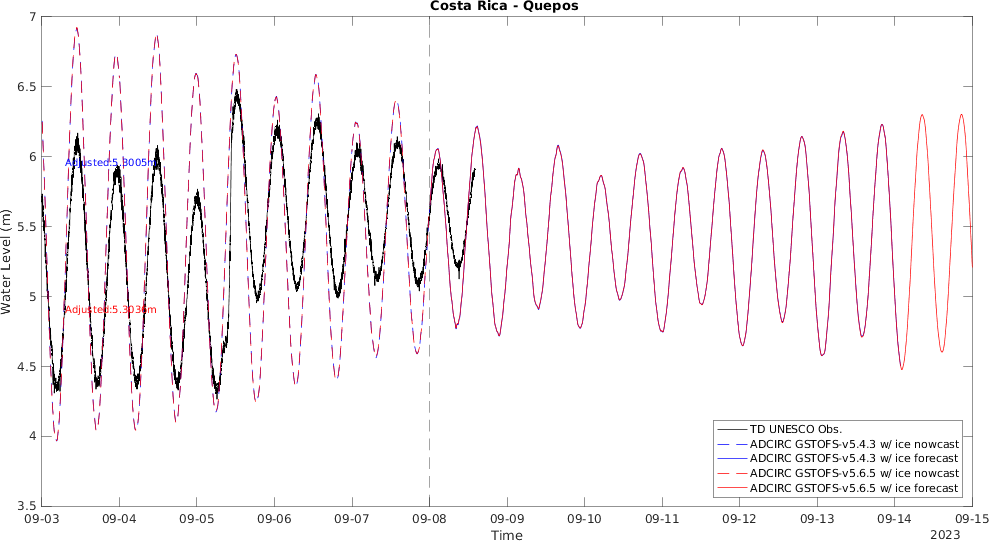 Costa Rica - Quepos
7
6.5
6
5.5
5
4.5
4
3.5
Water Level (m)
Adjusted:5.3005m
Adjusted:5.3036m
TD UNESCO Obs.
ADCIRC GSTOFS-v5.4.3 w/ ice nowcast
ADCIRC GSTOFS-v5.4.3 w/ ice forecast
ADCIRC GSTOFS-v5.6.5 w/ ice nowcast
ADCIRC GSTOFS-v5.6.5 w/ ice forecast
09-03 09-04 09-05 09-06 09-07 09-08 09-09 09-10 09-11 09-12 09-13 09-14 09-15
Time
2023